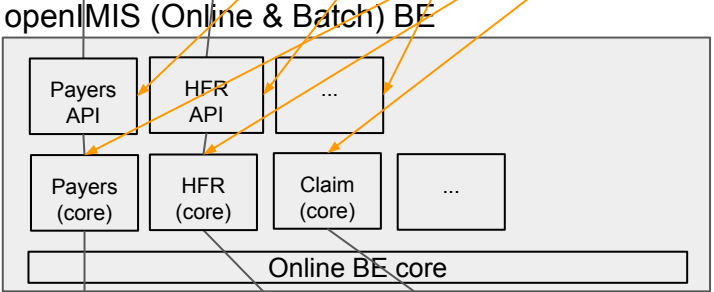 openIMIS (Online & Batch) BE
Payers
API
HFR
API
...
Payers
(core)
HFR
(core)
Claim
(core)
...
Online BE core